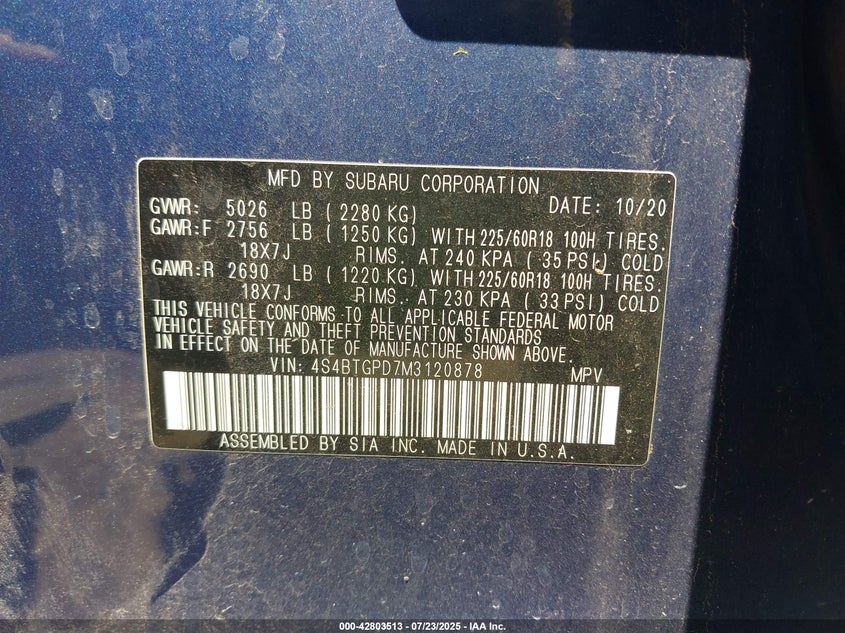 MFD BY SUBARU CORPORATION
GVWR: 5026 LB ( 2280 KG) DATE: 10/20
GAWR:F 2756 LB ( 1250 KG) WITH 225/60R18 100H TIRES.
18X7J RIMS. AT 240 KPA ( 35 PSI) COLD
GAWR:R 2690 LB ( 1220 KG) WITH 225/60R18 100H TIRES.
18X7J RIMS. AT 230 KPA ( 33 PSI) COLD
THIS VEHICLE CONFORMS TO ALL APPLICABLE FEDERAL MOTOR
VEHICLE SAFETY AND THEFT PREVENTION STANDARDS
IN EFFECT ON THE DATE OF MANUFACTURE SHOWN ABOVE.
VIN: 4S4BTGPD7M3120878 MPV
ASSEMBLED BY SIA INC. MADE IN U.S.A.
000-42803513 - 07/23/2025 - IAA Inc.